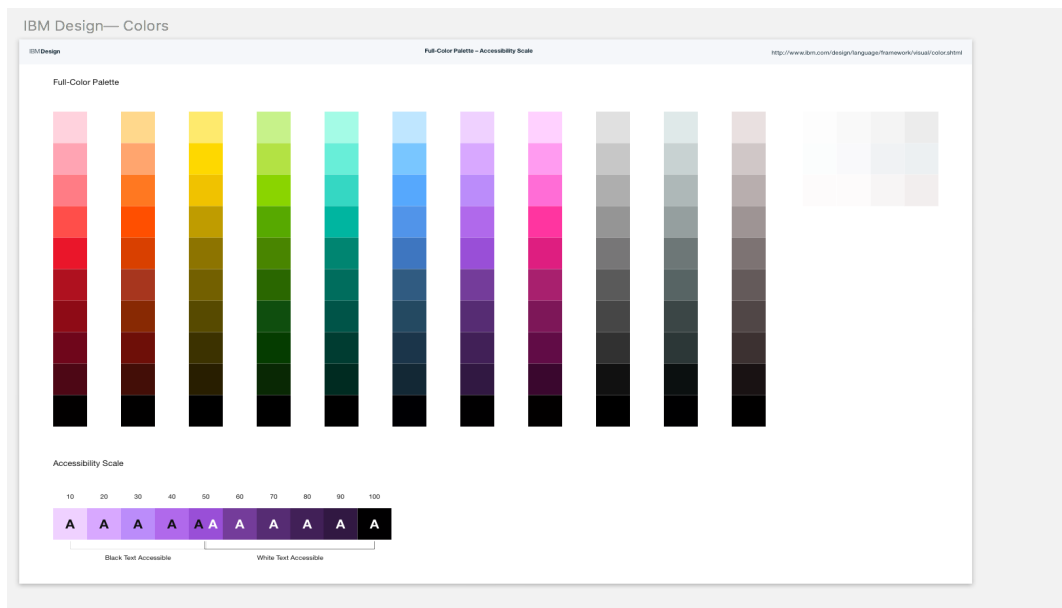 IBM Design— Colors
IBM Design
Full-Color Palette – Accessibility Scale
http://www.ibm.com/design/language/framework/visual/color.shtml
Full-Color Palette
Accessibility Scale
10 20 30 40 50 60 70 80 90 100
A A A A A A A A A A A
Black Text Accessible
White Text Accessible